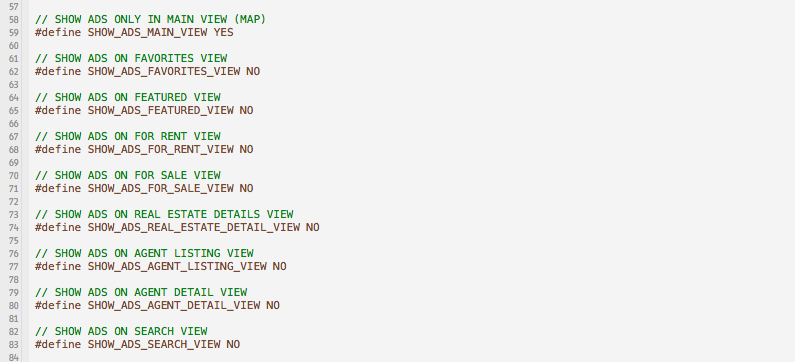 57
58 // SHOW ADS ONLY IN MAIN VIEW (MAP)
59 #define SHOW_ADS_MAIN_VIEW YES
60
61 // SHOW ADS ON FAVORITES VIEW
62 #define SHOW_ADS_FAVORITES_VIEW NO
63
64 // SHOW ADS ON FEATURED VIEW
65 #define SHOW_ADS_FEATURED_VIEW NO
66
67 // SHOW ADS ON FOR RENT VIEW
68 #define SHOW_ADS_FOR_RENT_VIEW NO
69
70 // SHOW ADS ON FOR SALE VIEW
71 #define SHOW_ADS_FOR_SALE_VIEW NO
72
73 // SHOW ADS ON REAL ESTATE DETAILS VIEW
74 #define SHOW_ADS_REAL_ESTATE_DETAIL_VIEW NO
75
76 // SHOW ADS ON AGENT LISTING VIEW
77 #define SHOW_ADS_AGENT_LISTING_VIEW NO
78
79 // SHOW ADS ON AGENT DETAIL VIEW
80 #define SHOW_ADS_AGENT_DETAIL_VIEW NO
81
82 // SHOW ADS ON SEARCH VIEW
83 #define SHOW_ADS_SEARCH_VIEW NO
84